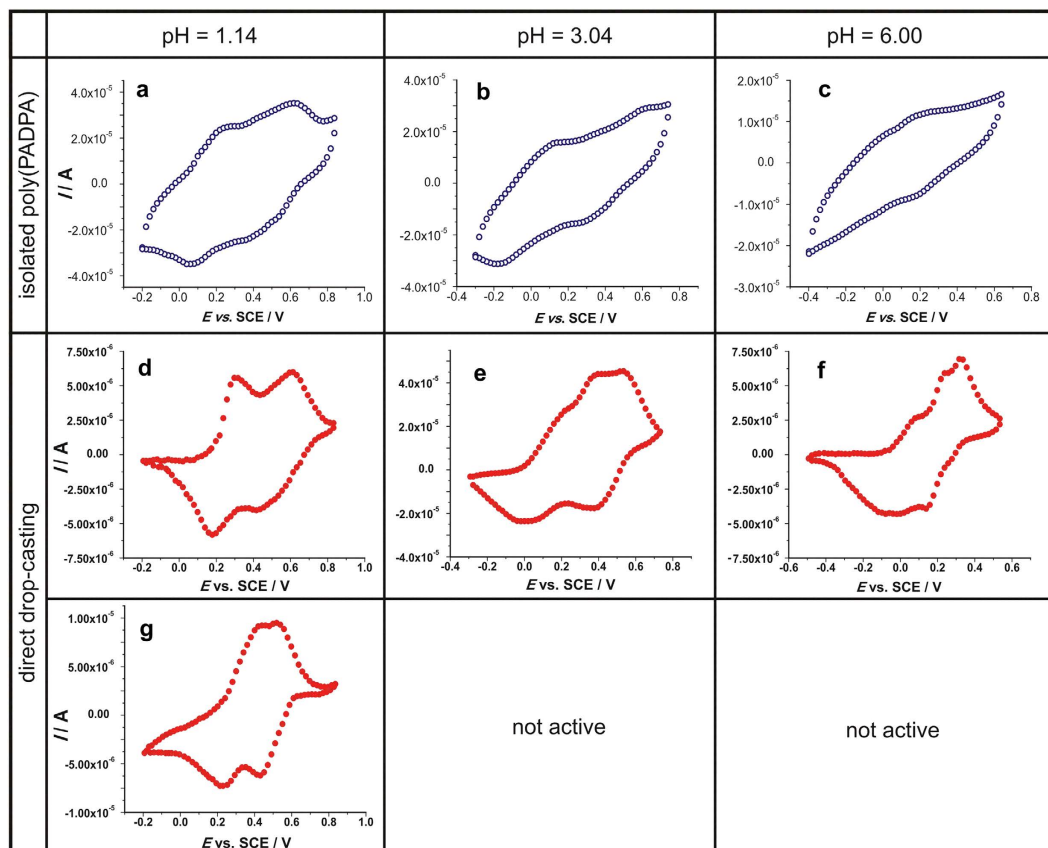 pH = 1.14
pH = 3.04
pH = 6.00
isolated poly(PADPA)
a
4.0x10⁻⁵
2.0x10⁻⁵
0.0
-2.0x10⁻⁵
-4.0x10⁻⁵
I / A
-0.2 0.0 0.2 0.4 0.6 0.8 1.0
E vs. SCE / V
b
4.0x10⁻⁵
2.0x10⁻⁵
0.0
-2.0x10⁻⁵
-4.0x10⁻⁵
-0.4 -0.2 0.0 0.2 0.4 0.6 0.8
E vs. SCE / V
c
2.0x10⁻⁵
1.0x10⁻⁵
0.0
-1.0x10⁻⁵
-2.0x10⁻⁵
-3.0x10⁻⁵
-0.4 -0.2 0.0 0.2 0.4 0.6 0.8
E vs. SCE / V
direct drop-casting
d
7.50x10⁻⁶
5.00x10⁻⁶
2.50x10⁻⁶
0.00
-2.50x10⁻⁶
-5.00x10⁻⁶
-7.50x10⁻⁶
I / A
-0.2 0.0 0.2 0.4 0.6 0.8 1.0
E vs. SCE / V
e
4.0x10⁻⁵
2.0x10⁻⁵
0.0
-2.0x10⁻⁵
-4.0x10⁻⁵
-0.4 -0.2 0.0 0.2 0.4 0.6 0.8
E vs. SCE / V
f
7.50x10⁻⁶
5.00x10⁻⁶
2.50x10⁻⁶
0.00
-2.50x10⁻⁶
-5.00x10⁻⁶
-7.50x10⁻⁶
-0.6 -0.4 -0.2 0.0 0.2 0.4 0.6
E vs. SCE / V
g
1.00x10⁻⁵
5.00x10⁻⁶
0.00
-5.00x10⁻⁶
-1.00x10⁻⁵
I / A
-0.2 0.0 0.2 0.4 0.6 0.8 1.0
E vs. SCE / V
not active
not active